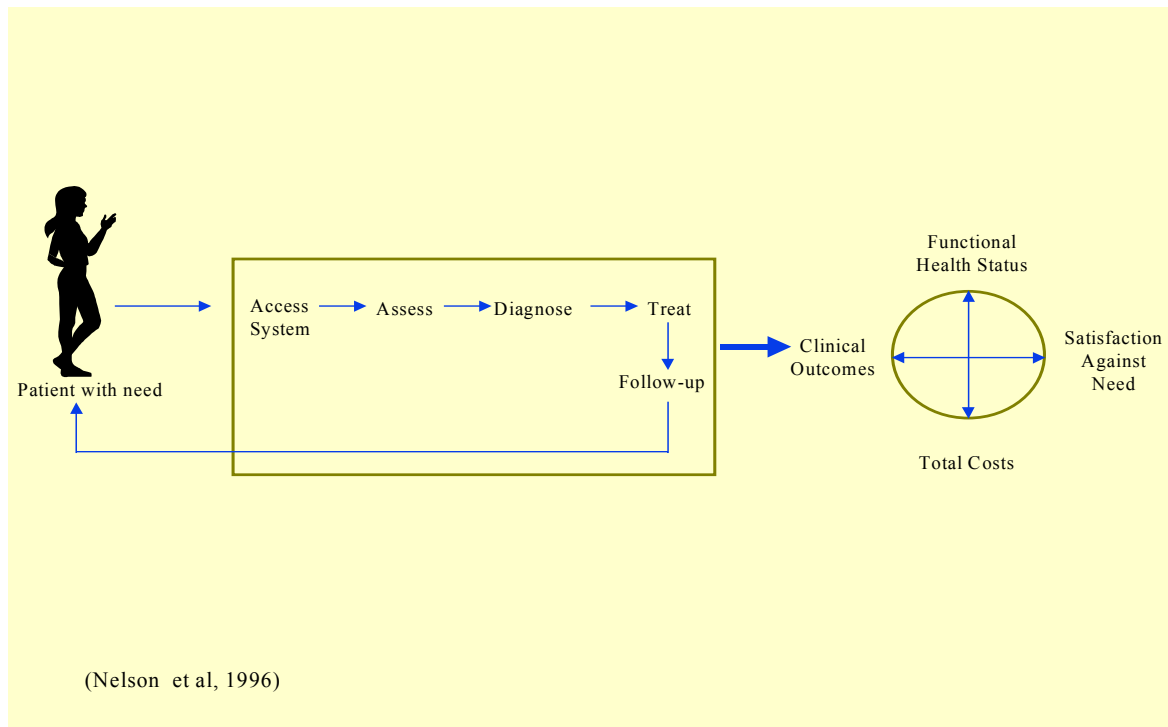 Patient with need
Access
System
Assess
Diagnose
Treat
Follow-up
Clinical
Outcomes
Functional
Health Status
Satisfaction
Against
Need
Total Costs
(Nelson et al, 1996)